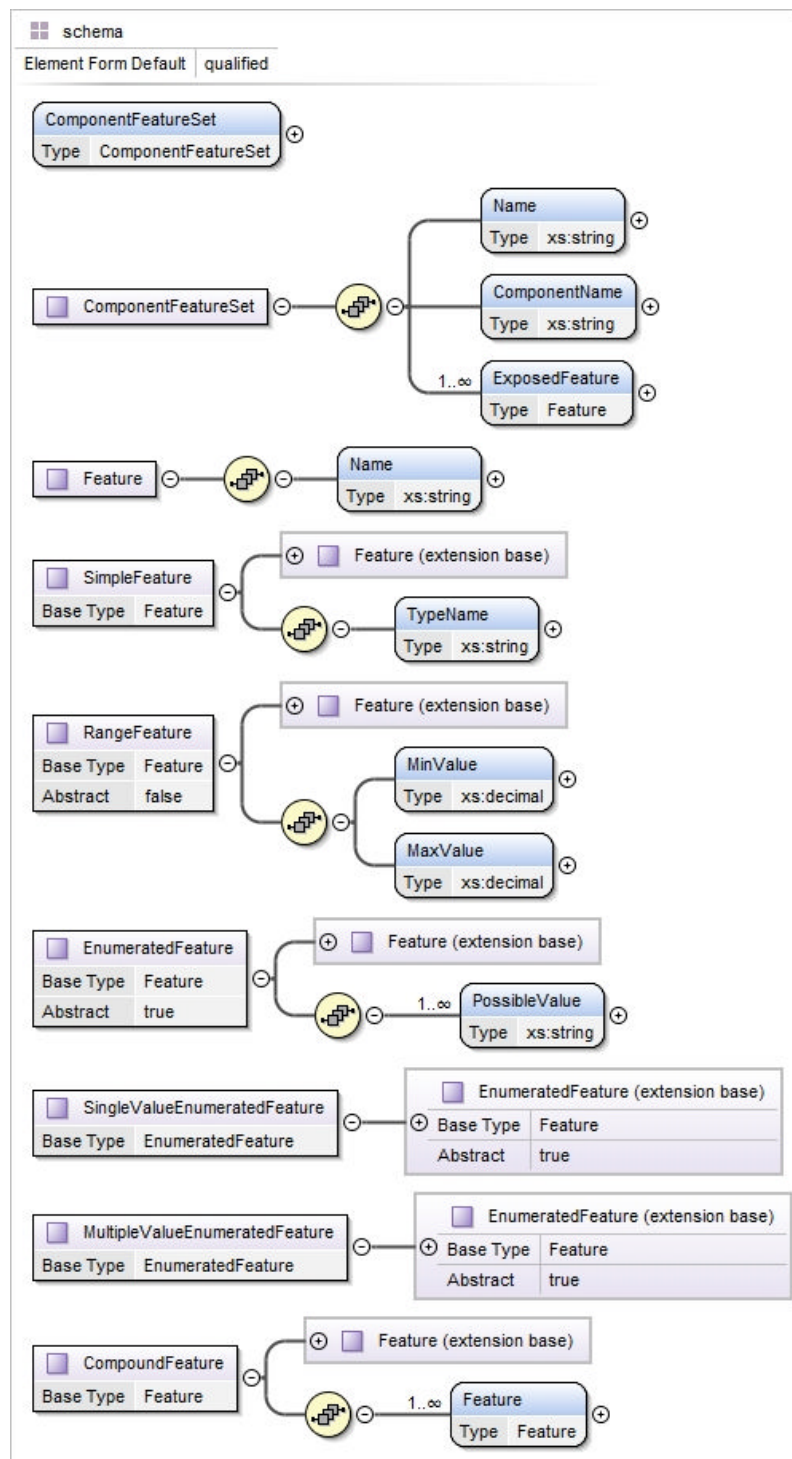 schema
Element Form Default qualified
ComponentFeatureSet
Type ComponentFeatureSet
Name
Type xs:string
ComponentFeatureSet
ComponentName
Type xs:string
1..∞
ExposedFeature
Type Feature
Feature
Name
Type xs:string
SimpleFeature
Base Type Feature
Feature (extension base)
TypeName
Type xs:string
RangeFeature
Base Type Feature
Abstract false
Feature (extension base)
MinValue
Type xs:decimal
MaxValue
Type xs:decimal
EnumeratedFeature
Base Type Feature
Abstract true
Feature (extension base)
1..∞
PossibleValue
Type xs:string
SingleValueEnumeratedFeature
Base Type EnumeratedFeature
EnumeratedFeature (extension base)
Base Type Feature
Abstract true
MultipleValueEnumeratedFeature
Base Type EnumeratedFeature
EnumeratedFeature (extension base)
Base Type Feature
Abstract true
CompoundFeature
Base Type Feature
Feature (extension base)
1..∞
Feature
Type Feature